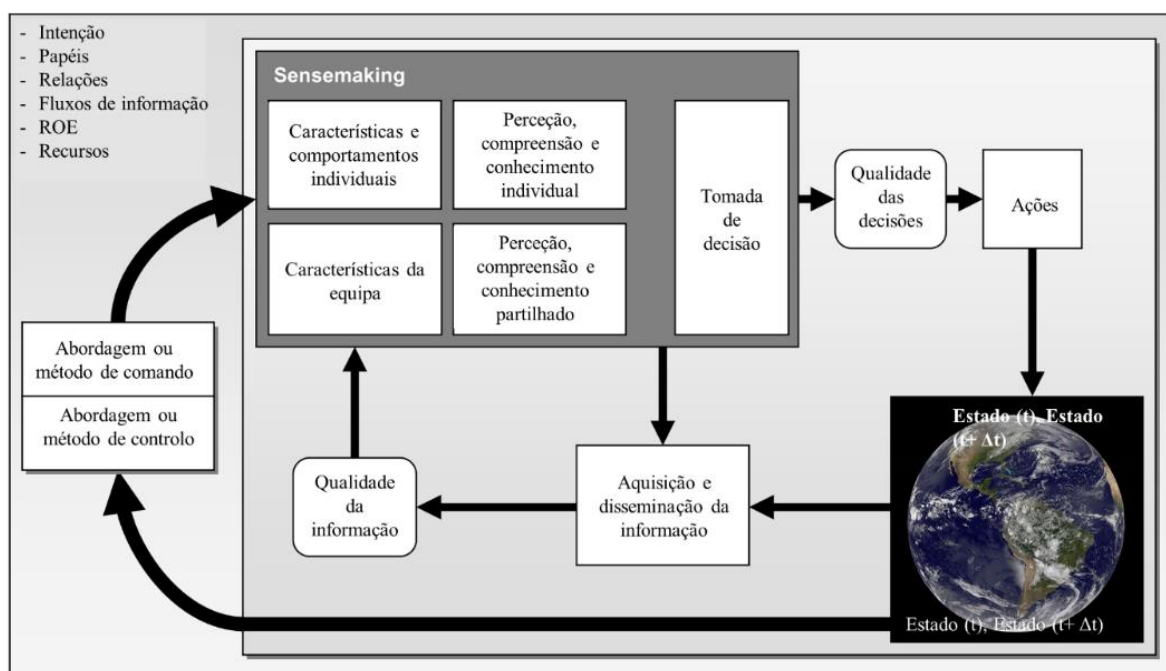 - Intenção
- Papéis
- Relações
- Fluxos de informação
- ROE
- Recursos
Sensemaking
Características e
comportamentos
individuais
Perceção,
compreensão e
conhecimento
individual
Características da
equipa
Perceção,
compreensão e
conhecimento
partilhado
Tomada
de
decisão
Qualidade
das
decisões
Ações
Abordagem ou
método de comando
Abordagem ou
método de controlo
Qualidade
da
informação
Aquisição e
disseminação da
informação
Estado (t), Estado
(t+ Δt)
Estado (t), Estado (t+ Δt)